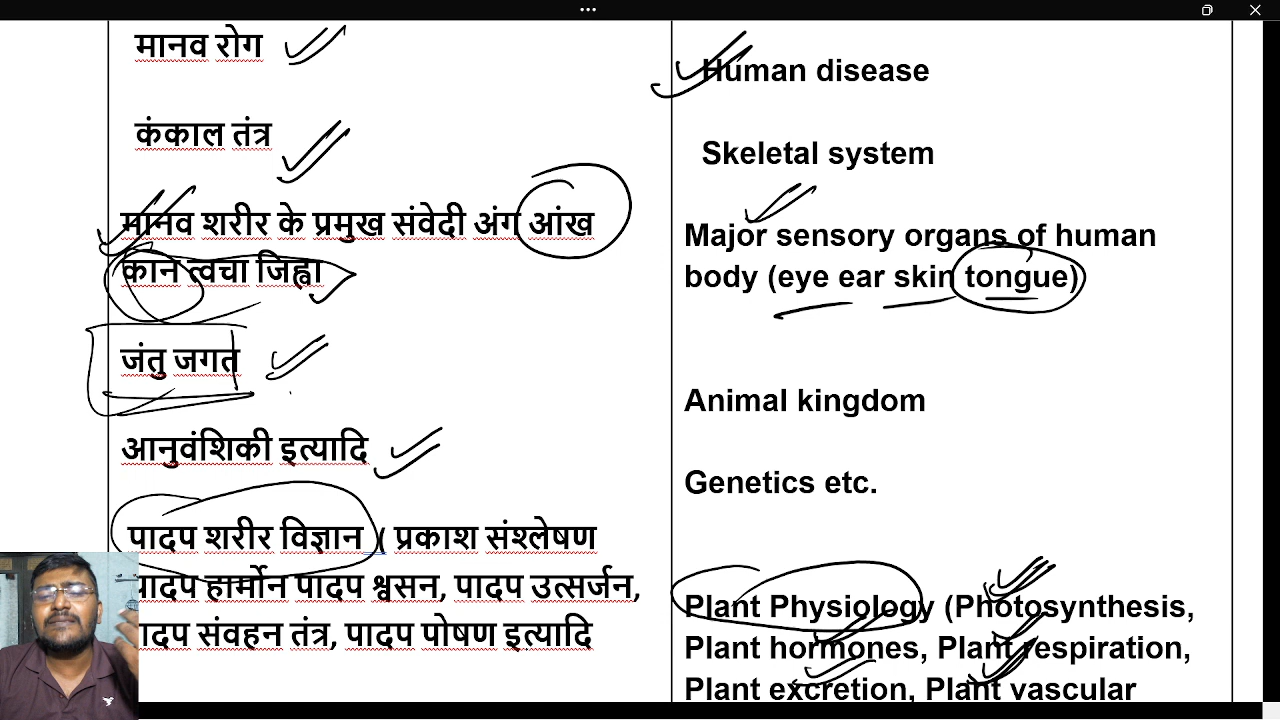 मानव रोग
कंकाल तंत्र
मानव शरीर के प्रमुख संवेदी अंग आंख
कान त्वचा जिह्वा
जंतु जगत
आनुवंशिकी इत्यादि
पादप शरीर विज्ञान ( प्रकाश संश्लेषण
पादप हार्मोन पादप श्वसन, पादप उत्सर्जन,
पादप संवहन तंत्र, पादप पोषण इत्यादि
Human disease
Skeletal system
Major sensory organs of human
body (eye ear skin tongue)
Animal kingdom
Genetics etc.
Plant Physiology (Photosynthesis,
Plant hormones, Plant respiration,
Plant excretion, Plant vascular